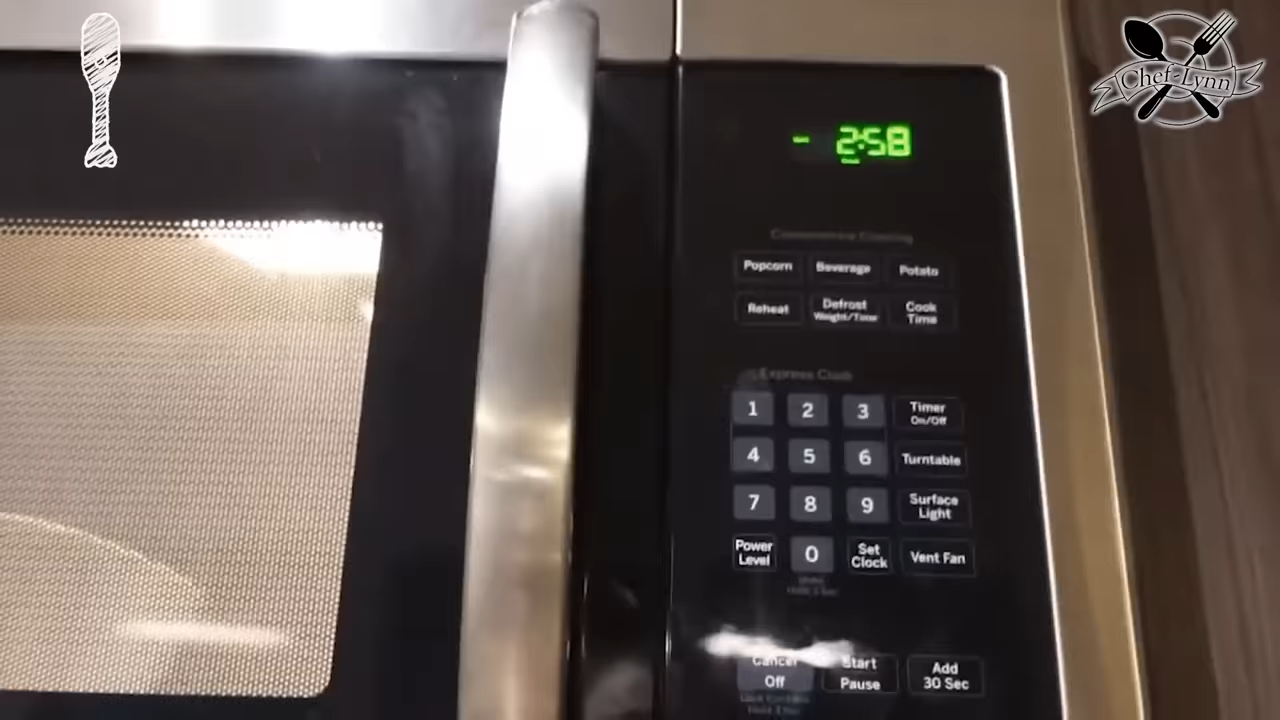 Chef-Lynn
2:58
Convenience Cooking
Popcorn Beverage Potato
Reheat Defrost Weight/Time Cook Time
Express Cook
1 2 3 Timer On/Off
4 5 6 Turntable
7 8 9 Surface Light
Power Level 0 Set Clock Vent Fan
Cancel Off Start Pause Add 30 Sec